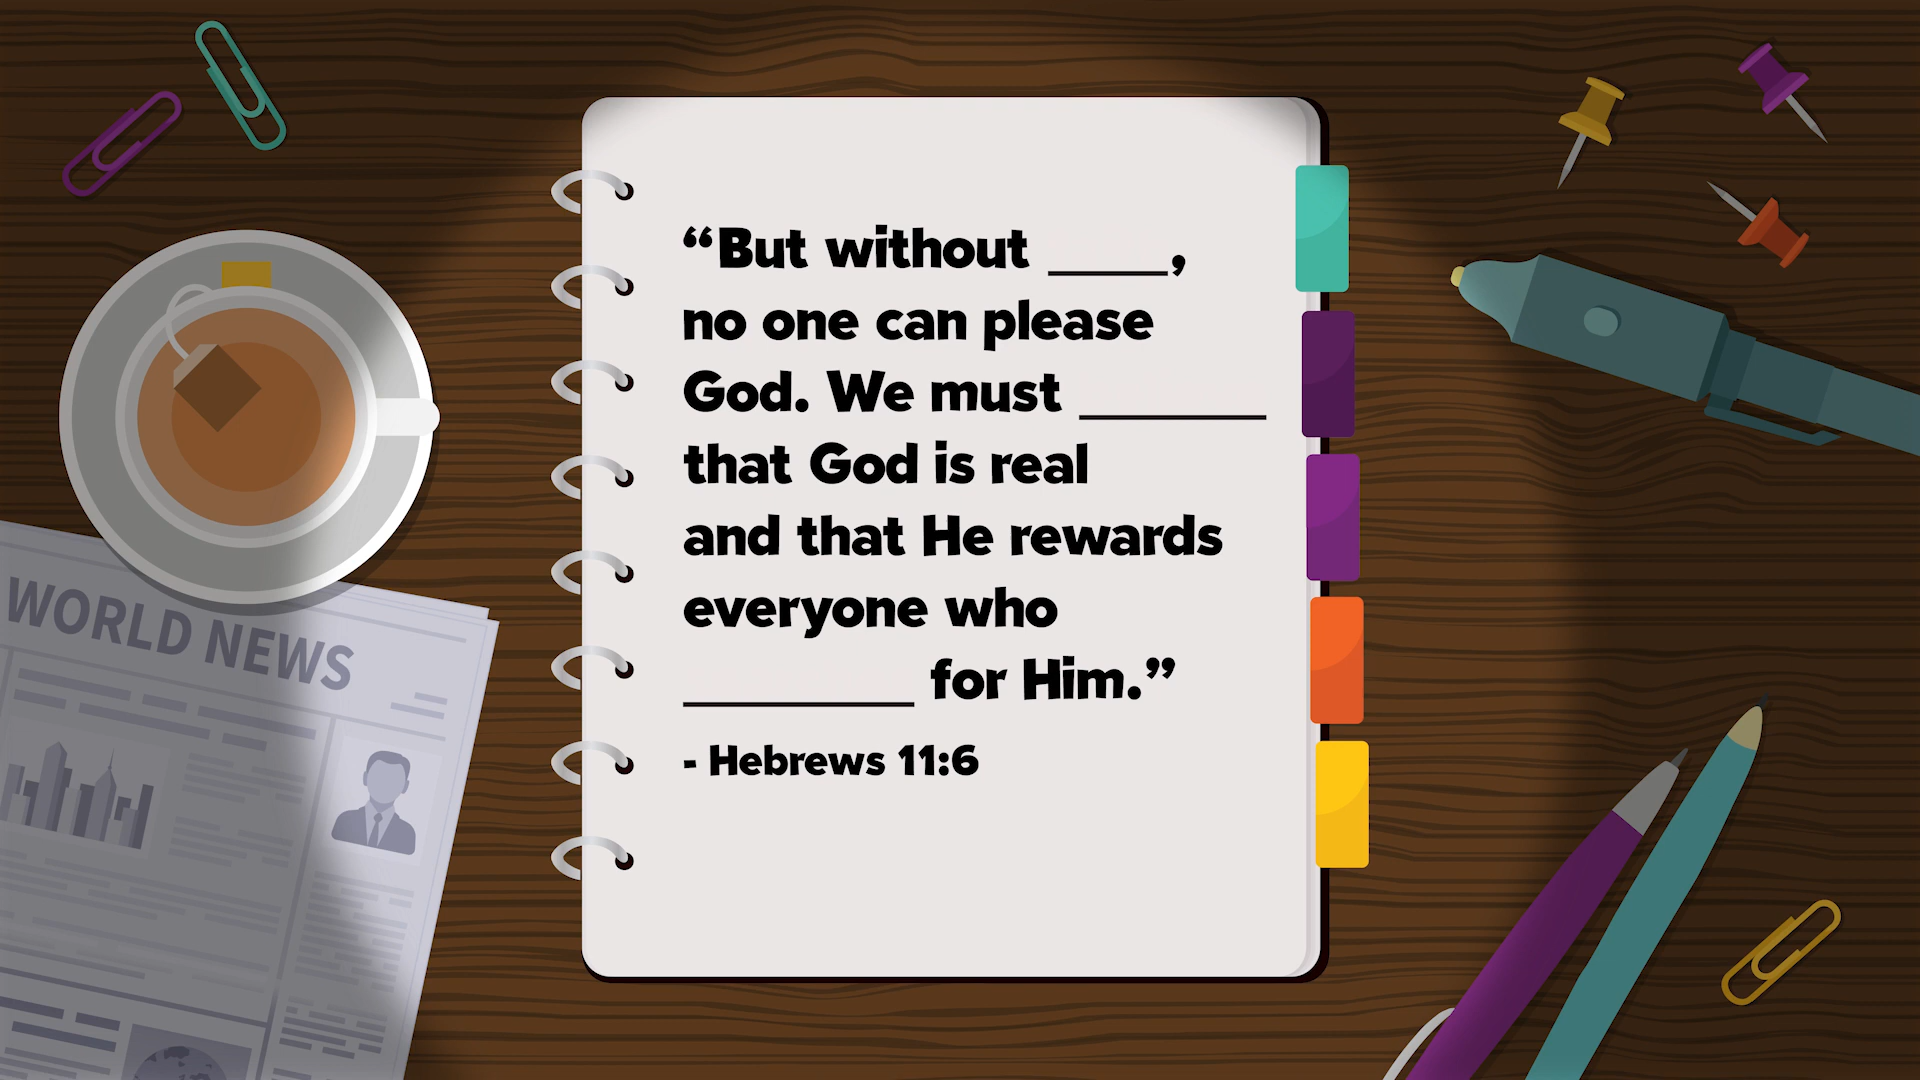 “But without ____,
no one can please
God. We must ______
that God is real
and that He rewards
everyone who
________ for Him.”
- Hebrews 11:6
WORLD NEWS